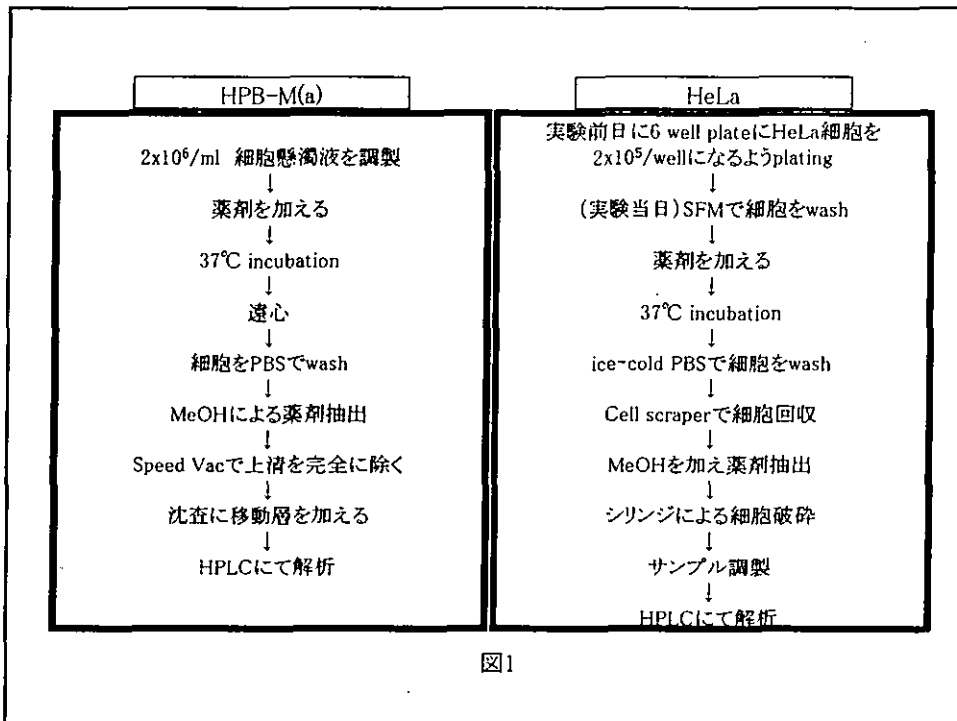 HPB-M(a)
2x10⁶/ml 細胞懸濁液を調製
↓
薬剤を加える
↓
37℃ incubation
↓
遠心
↓
細胞をPBSでwash
↓
MeOHによる薬剤抽出
↓
Speed Vacで上清を完全に除く
↓
沈査に移動層を加える
↓
HPLCにて解析
HeLa
実験前日に6 well plateにHeLa細胞を
2x10⁵/wellになるようplating
↓
(実験当日)SFMで細胞をwash
↓
薬剤を加える
↓
37℃ incubation
↓
ice-cold PBSで細胞をwash
↓
Cell scraperで細胞回収
↓
MeOHを加え薬剤抽出
↓
シリンジによる細胞破砕
↓
サンプル調製
↓
HPLCにて解析
図1